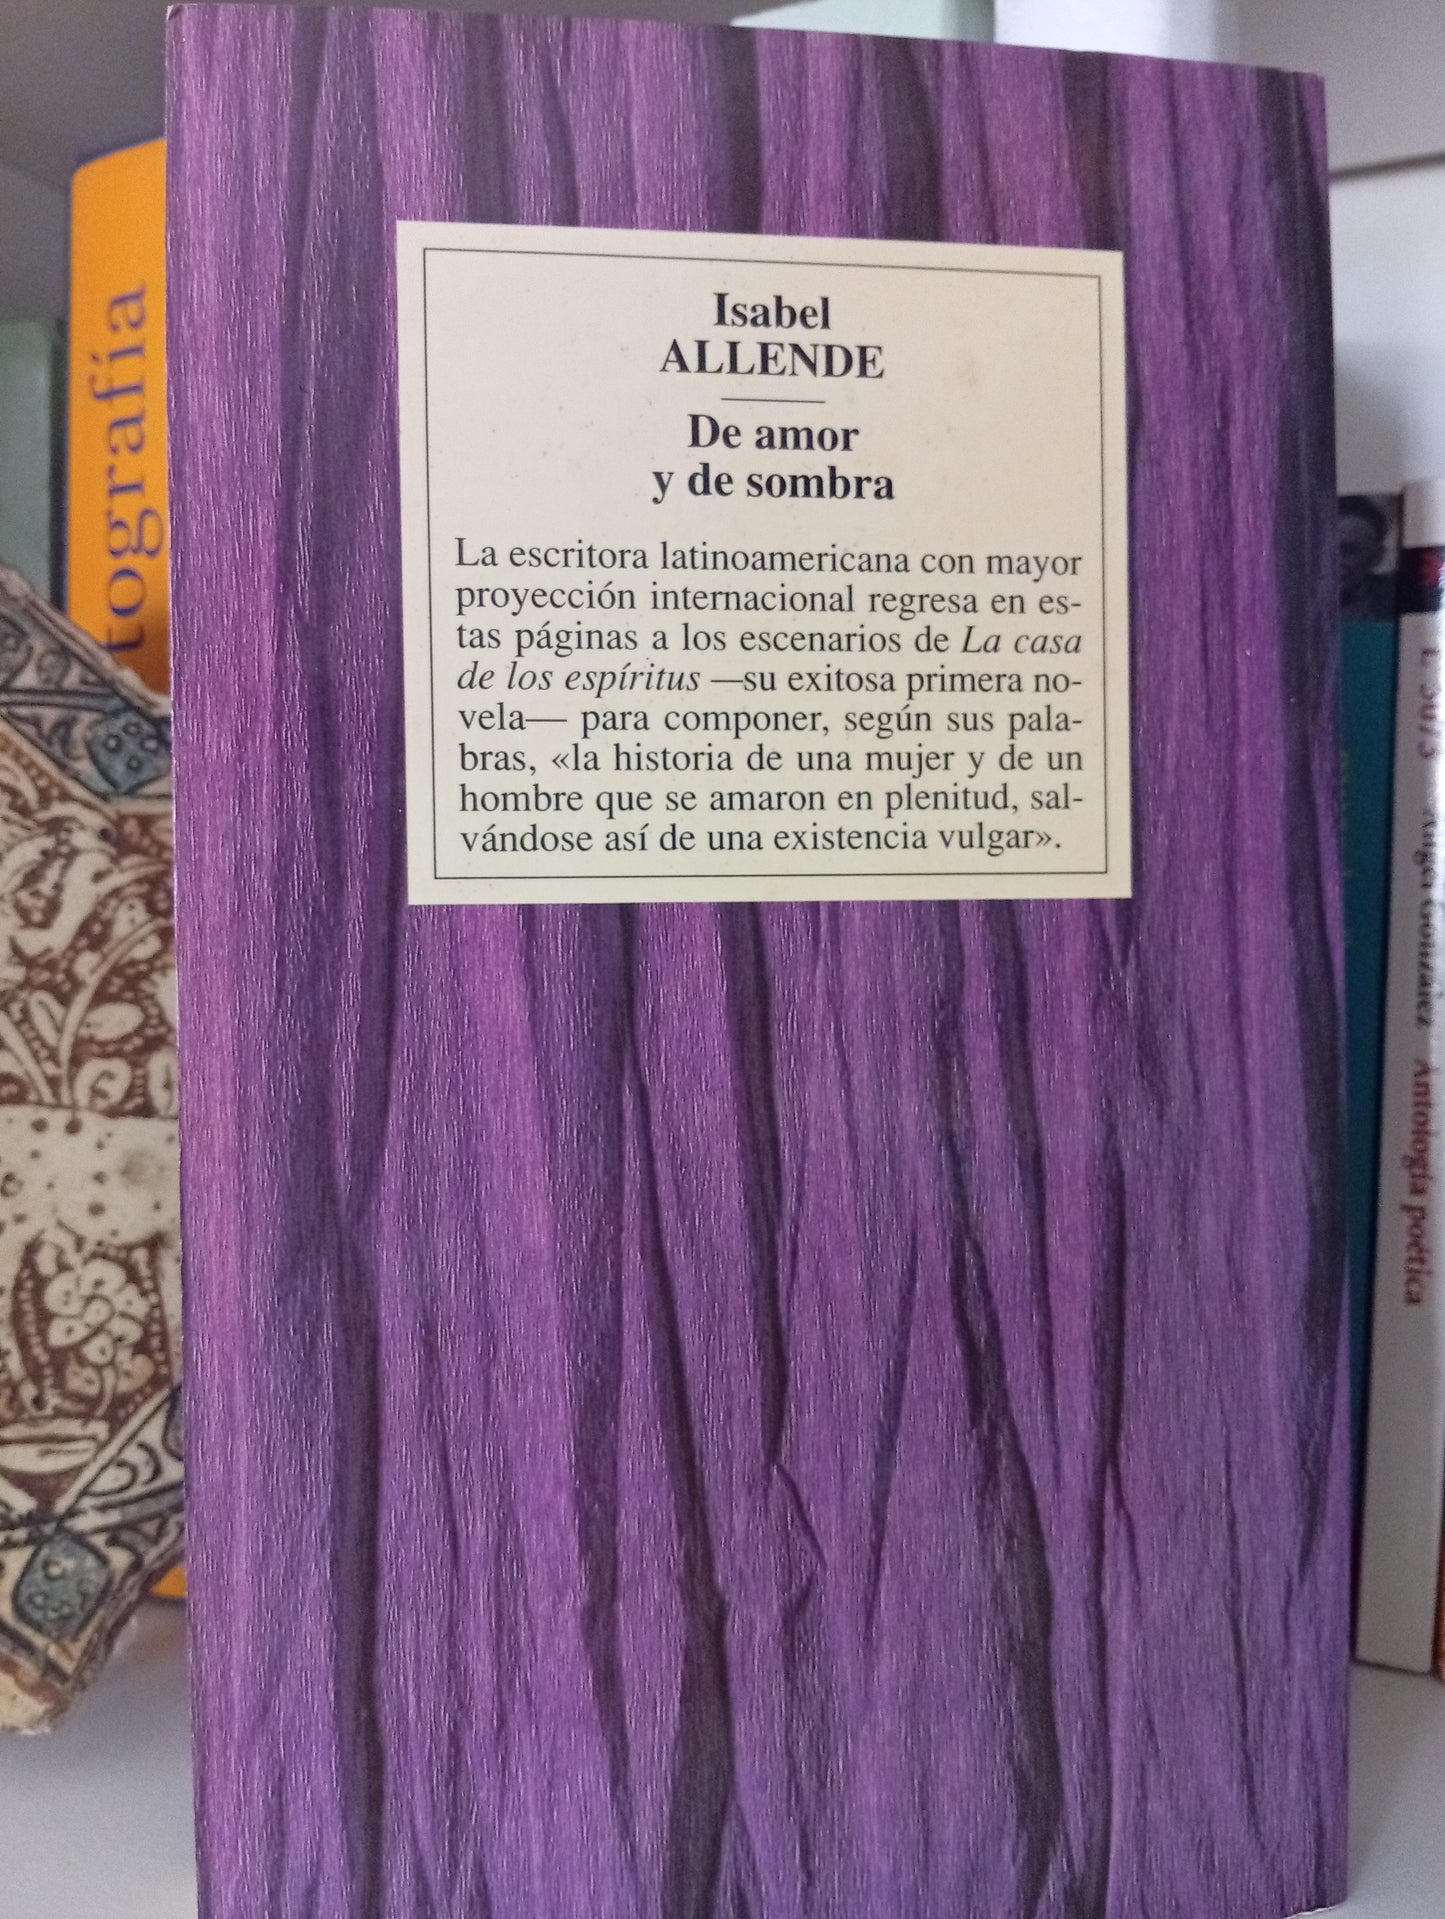 Isabel
ALLENDE
De amor
y de sombra
La escritora latinoamericana con mayor
proyección internacional regresa en es-
tas páginas a los escenarios de La casa
de los espíritus —su exitosa primera no-
vela— para componer, según sus pala-
bras, «la historia de una mujer y de un
hombre que se amaron en plenitud, sal-
vándose así de una existencia vulgar».
tografía
Ángel González Antología poética